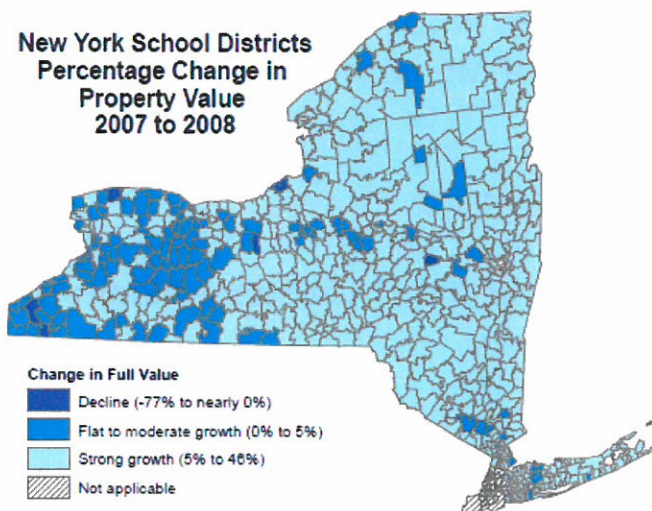 New York School Districts
Percentage Change in
Property Value
2007 to 2008
Change in Full Value
Decline (-77% to nearly 0%)
Flat to moderate growth (0% to 5%)
Strong growth (5% to 46%)
Not applicable